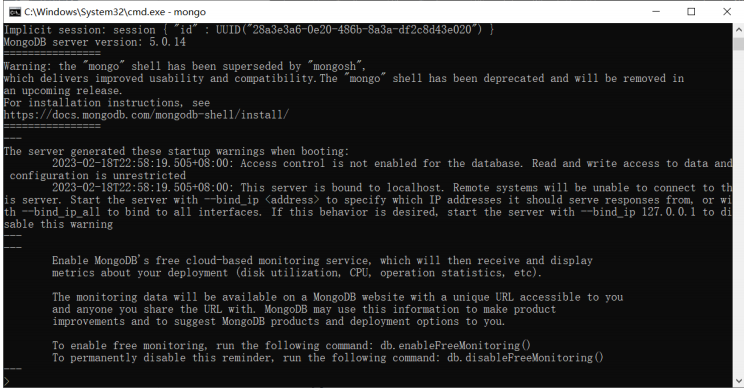 C:\Windows\System32\cmd.exe - mongo
Implicit session: session { "id" : UUID("28a3e3a6-0e20-486b-8a3a-df2c8d43e020") }
MongoDB server version: 5.0.14
================
Warning: the "mongo" shell has been superseded by "mongosh",
which delivers improved usability and compatibility.The "mongo" shell has been deprecated and will be removed in
an upcoming release.
For installation instructions, see
https://docs.mongodb.com/mongodb-shell/install/
================
---
The server generated these startup warnings when booting:
        2023-02-18T22:58:19.505+08:00: Access control is not enabled for the database. Read and write access to data and
 configuration is unrestricted
        2023-02-18T22:58:19.505+08:00: This server is bound to localhost. Remote systems will be unable to connect to th
is server. Start the server with --bind_ip <address> to specify which IP addresses it should serve responses from, or wi
th --bind_ip_all to bind to all interfaces. If this behavior is desired, start the server with --bind_ip 127.0.0.1 to di
sable this warning
---
---
        Enable MongoDB's free cloud-based monitoring service, which will then receive and display
        metrics about your deployment (disk utilization, CPU, operation statistics, etc).
        The monitoring data will be available on a MongoDB website with a unique URL accessible to you
        and anyone you share the URL with. MongoDB may use this information to make product
        improvements and to suggest MongoDB products and deployment options to you.
        To enable free monitoring, run the following command: db.enableFreeMonitoring()
        To permanently disable this reminder, run the following command: db.disableFreeMonitoring()
---
>